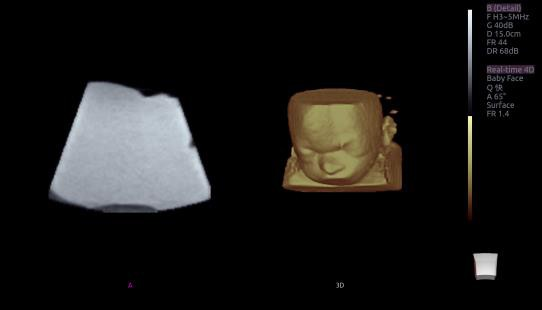 B (Detail)
F H3~5MHz
G 40dB
D 15.0cm
FR 44
DR 68dB
Real-time 4D
Baby Face
Q 快
A 65°
Surface
FR 1.4
A
3D